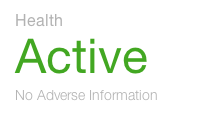 Health
Active
No Adverse Information